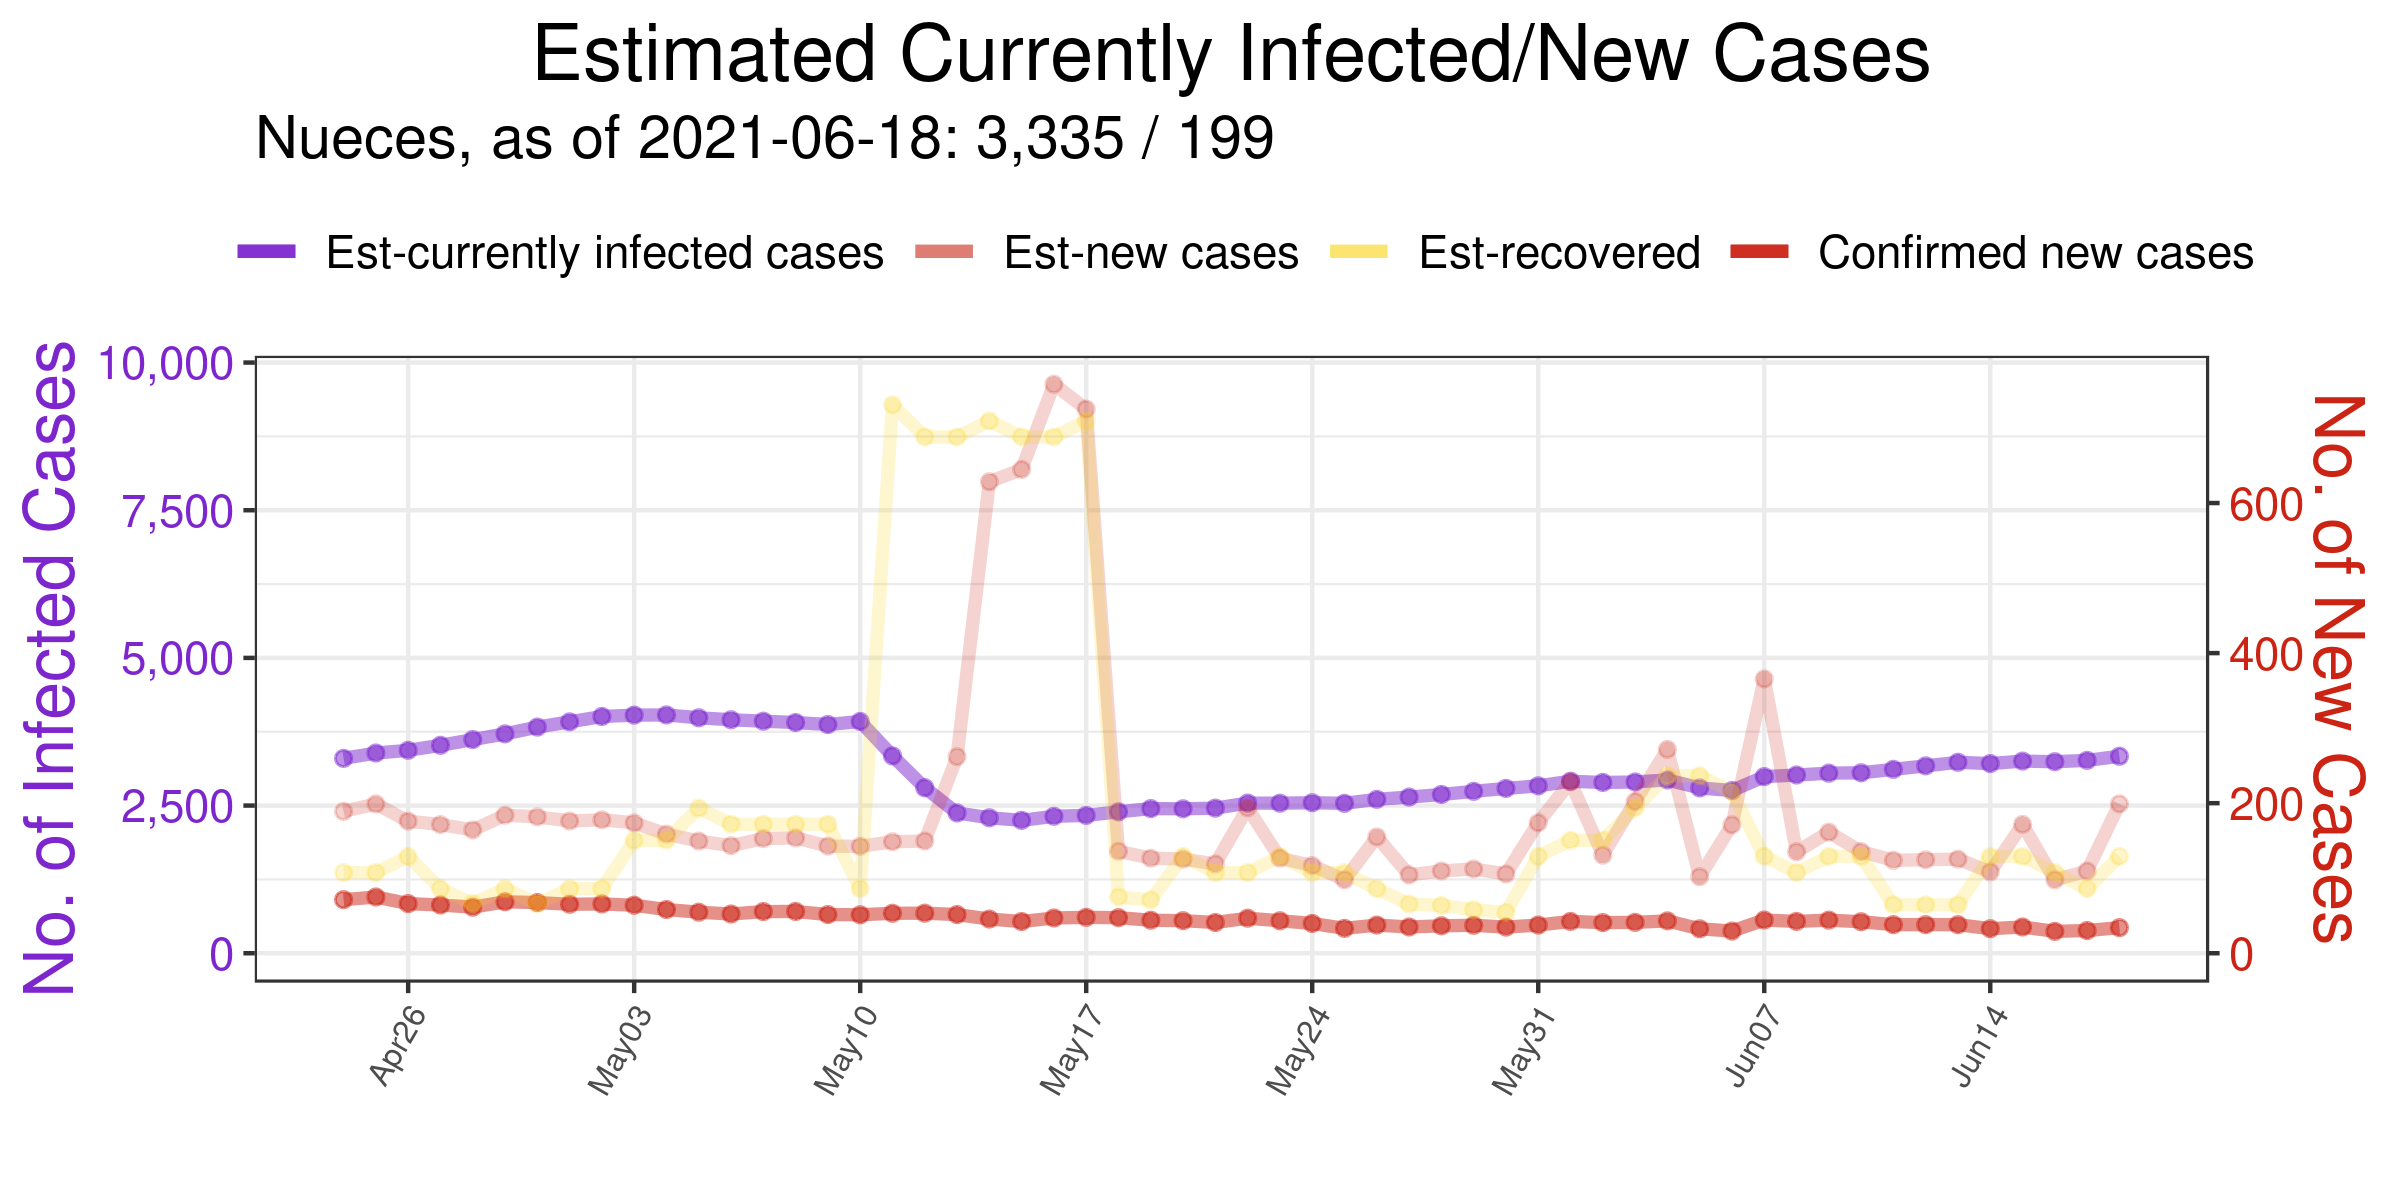 Estimated Currently Infected/New Cases
Nueces, as of 2021-06-18: 3,335 / 199
Est-currently infected cases Est-new cases Est-recovered Confirmed new cases
No. of Infected Cases
10,000
7,500
5,000
2,500
0
No. of New Cases
600
400
200
0
Apr26 May03 May10 May17 May24 May31 Jun07 Jun14